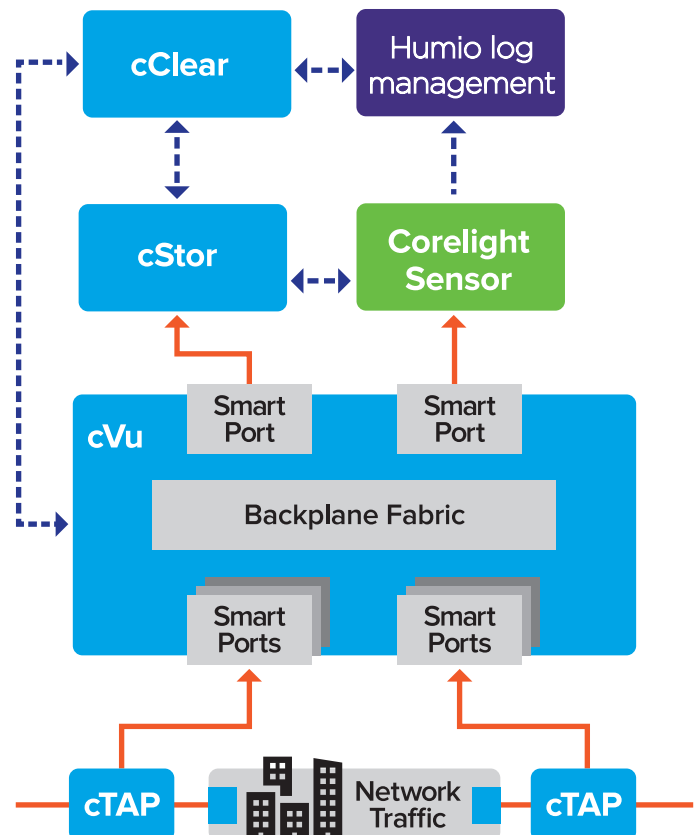 cClear
Humio log
management
cStor
Corelight
Sensor
Smart
Port
Smart
Port
cVu
Backplane Fabric
Smart
Ports
Smart
Ports
cTAP
Network
Traffic
cTAP